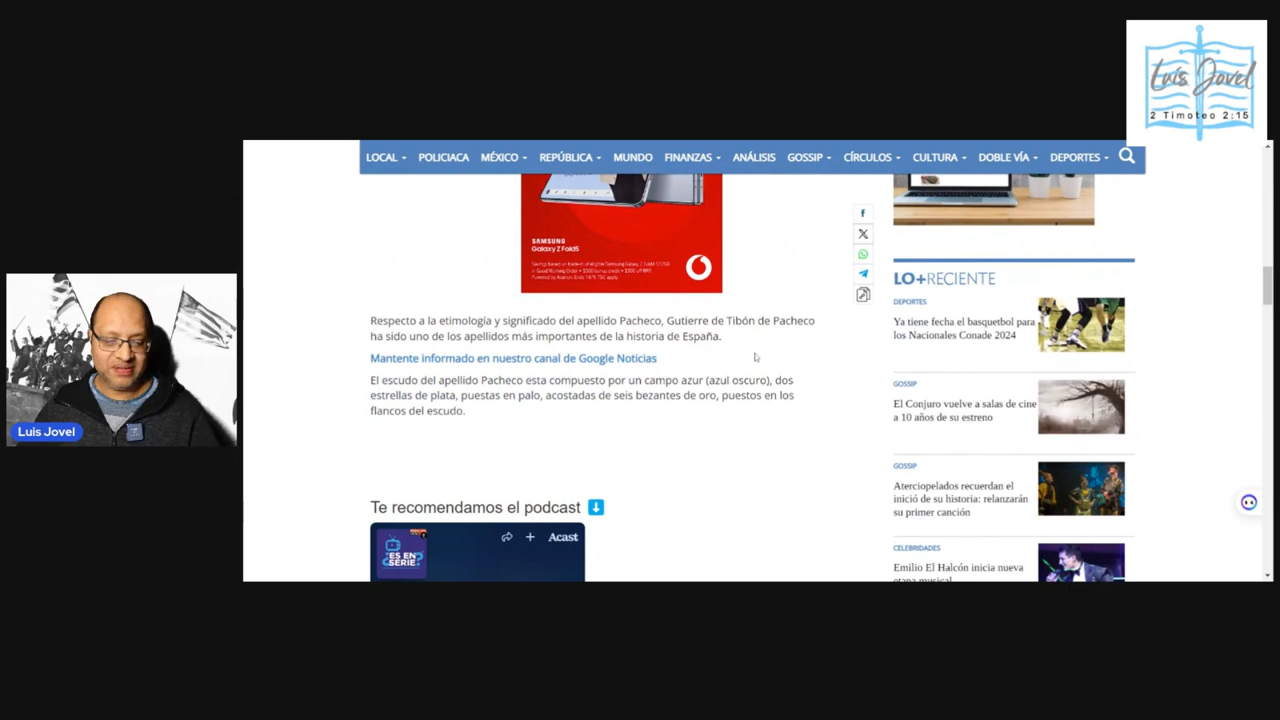 Luis Jovel
2 Timoteo 2:15
LOCAL POLICIACA MÉXICO REPÚBLICA MUNDO FINANZAS ANÁLISIS GOSSIP CÍRCULOS CULTURA DOBLE VÍA DEPORTES
SAMSUNG
Galaxy Z Fold5
Respecto a la etimología y significado del apellido Pacheco, Gutierre de Tibón de Pacheco
ha sido uno de los apellidos más importantes de la historia de España.
Mantente informado en nuestro canal de Google Noticias
El escudo del apellido Pacheco esta compuesto por un campo azur (azul oscuro), dos
estrellas de plata, puestas en palo, acostadas de seis bezantes de oro, puestos en los
flancos del escudo.
Te recomendamos el podcast
¿ES EN
SERIE?
Acast
LO+RECIENTE
DEPORTES
Ya tiene fecha el basquetbol para
los Nacionales Conade 2024
GOSSIP
El Conjuro vuelve a salas de cine
a 10 años de su estreno
GOSSIP
Aterciopelados recuerdan el
inició de su historia: relanzarán
su primer canción
CELEBRIDADES
Emilio El Halcón inicia nueva
etapa musical
Luis Jovel